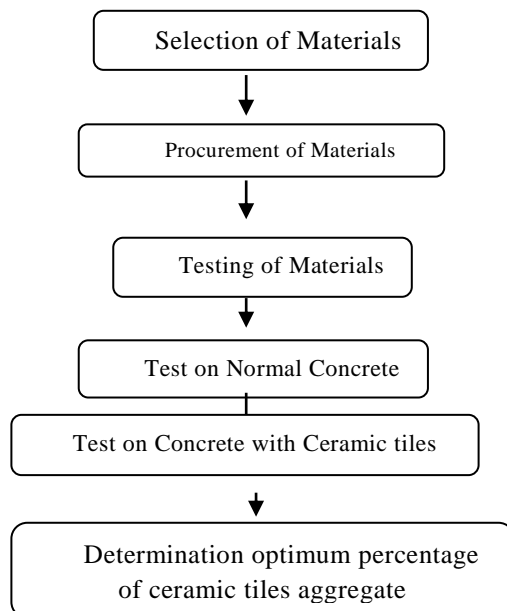 Selection of Materials
Procurement of Materials
Testing of Materials
Test on Normal Concrete
Test on Concrete with Ceramic tiles
Determination optimum percentage
of ceramic tiles aggregate